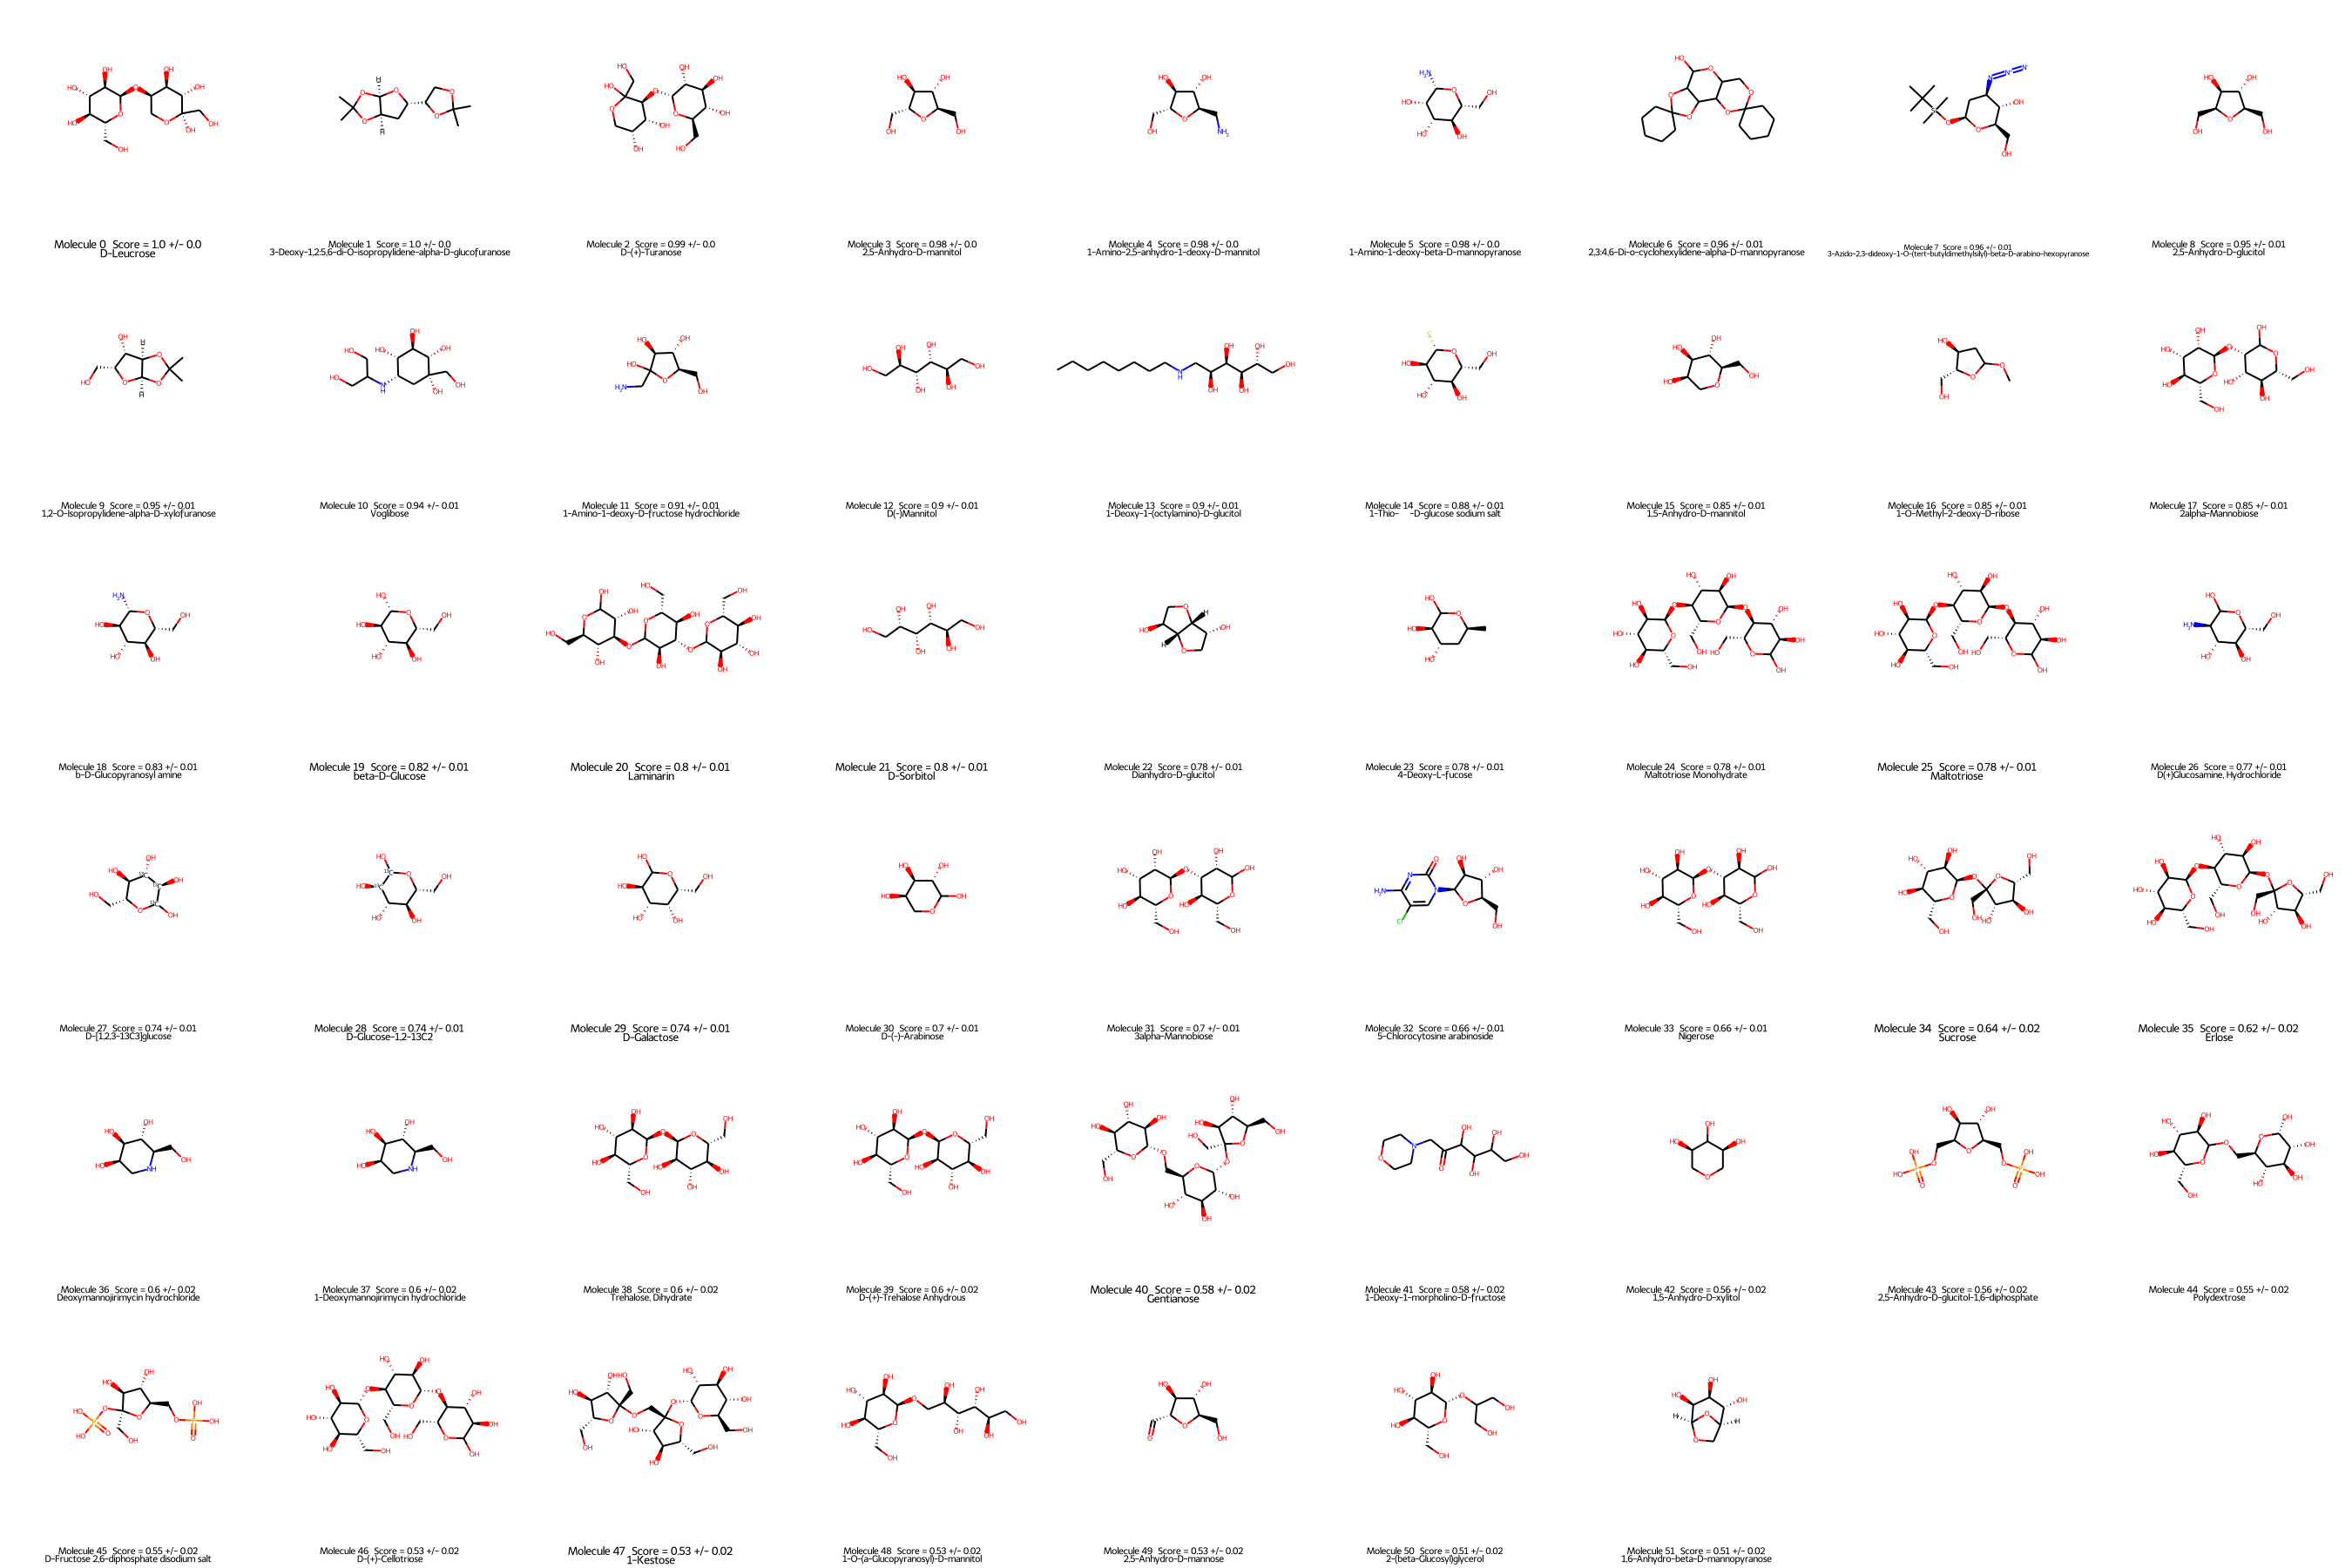 Molecule 0 Score = 1.0 +/- 0.0
D-Leucrose
Molecule 1 Score = 1.0 +/- 0.0
3-Deoxy-1,2:5,6-di-O-isopropylidene-alpha-D-glucofuranose
Molecule 2 Score = 0.99 +/- 0.0
D-(+)-Turanose
Molecule 3 Score = 0.98 +/- 0.0
2,5-Anhydro-D-mannitol
Molecule 4 Score = 0.98 +/- 0.0
1-Amino-2,5-anhydro-1-deoxy-D-mannitol
Molecule 5 Score = 0.98 +/- 0.0
1-Amino-1-deoxy-beta-D-mannopyranose
Molecule 6 Score = 0.96 +/- 0.01
2,3:4,6-Di-o-cyclohexylidene-alpha-D-mannopyranose
Molecule 7 Score = 0.96 +/- 0.01
3-Azido-2,3-dideoxy-1-O-(tert-butyldimethylsilyl)-beta-D-arabino-hexopyranose
Molecule 8 Score = 0.95 +/- 0.01
2,5-Anhydro-D-glucitol
Molecule 9 Score = 0.95 +/- 0.01
1,2-O-Isopropylidene-alpha-D-xylofuranose
Molecule 10 Score = 0.94 +/- 0.01
Voglibose
Molecule 11 Score = 0.91 +/- 0.01
1-Amino-1-deoxy-D-fructose hydrochloride
Molecule 12 Score = 0.9 +/- 0.01
D(-)Mannitol
Molecule 13 Score = 0.9 +/- 0.01
1-Deoxy-1-(octylamino)-D-glucitol
Molecule 14 Score = 0.88 +/- 0.01
1-Thio- -D-glucose sodium salt
Molecule 15 Score = 0.85 +/- 0.01
1,5-Anhydro-D-mannitol
Molecule 16 Score = 0.85 +/- 0.01
1-O-Methyl-2-deoxy-D-ribose
Molecule 17 Score = 0.85 +/- 0.01
2alpha-Mannobiose
Molecule 18 Score = 0.83 +/- 0.01
b-D-Glucopyranosyl amine
Molecule 19 Score = 0.82 +/- 0.01
beta-D-Glucose
Molecule 20 Score = 0.8 +/- 0.01
Laminarin
Molecule 21 Score = 0.8 +/- 0.01
D-Sorbitol
Molecule 22 Score = 0.78 +/- 0.01
Dianhydro-D-glucitol
Molecule 23 Score = 0.78 +/- 0.01
4-Deoxy-L-fucose
Molecule 24 Score = 0.78 +/- 0.01
Maltotriose Monohydrate
Molecule 25 Score = 0.78 +/- 0.01
Maltotriose
Molecule 26 Score = 0.77 +/- 0.01
D(+)Glucosamine, Hydrochloride
Molecule 27 Score = 0.74 +/- 0.01
D-[1,2,3-13C3]glucose
Molecule 28 Score = 0.74 +/- 0.01
D-Glucose-1,2-13C2
Molecule 29 Score = 0.74 +/- 0.01
D-Galactose
Molecule 30 Score = 0.7 +/- 0.01
D-(-)-Arabinose
Molecule 31 Score = 0.7 +/- 0.01
3alpha-Mannobiose
Molecule 32 Score = 0.66 +/- 0.01
5-Chlorocytosine arabinoside
Molecule 33 Score = 0.66 +/- 0.01
Nigerose
Molecule 34 Score = 0.64 +/- 0.02
Sucrose
Molecule 35 Score = 0.62 +/- 0.02
Erlose
Molecule 36 Score = 0.6 +/- 0.02
Deoxymannojirimycin hydrochloride
Molecule 37 Score = 0.6 +/- 0.02
1-Deoxymannojirimycin hydrochloride
Molecule 38 Score = 0.6 +/- 0.02
Trehalose, Dihydrate
Molecule 39 Score = 0.6 +/- 0.02
D-(+)-Trehalose Anhydrous
Molecule 40 Score = 0.58 +/- 0.02
Gentianose
Molecule 41 Score = 0.58 +/- 0.02
1-Deoxy-1-morpholino-D-fructose
Molecule 42 Score = 0.56 +/- 0.02
1,5-Anhydro-D-xylitol
Molecule 43 Score = 0.56 +/- 0.02
2,5-Anhydro-D-glucitol-1,6-diphosphate
Molecule 44 Score = 0.55 +/- 0.02
Polydextrose
Molecule 45 Score = 0.55 +/- 0.02
D-Fructose 2,6-diphosphate disodium salt
Molecule 46 Score = 0.53 +/- 0.02
D-(+)-Cellotriose
Molecule 47 Score = 0.53 +/- 0.02
1-Kestose
Molecule 48 Score = 0.53 +/- 0.02
1-O-(a-Glucopyranosyl)-D-mannitol
Molecule 49 Score = 0.53 +/- 0.02
2,5-Anhydro-D-mannose
Molecule 50 Score = 0.51 +/- 0.02
2-(beta-Glucosyl)glycerol
Molecule 51 Score = 0.51 +/- 0.02
1,6-Anhydro-beta-D-mannopyranose